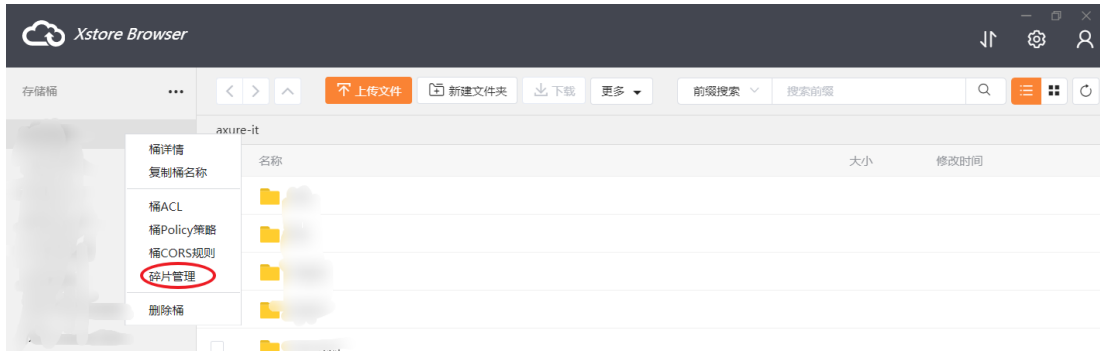 Xstore Browser
存储桶
上传文件 新建文件夹 下载 更多 前缀搜索 搜索前缀
axure-it
名称 大小 修改时间
桶详情
复制桶名称
桶ACL
桶Policy策略
桶CORS规则
碎片管理
删除桶